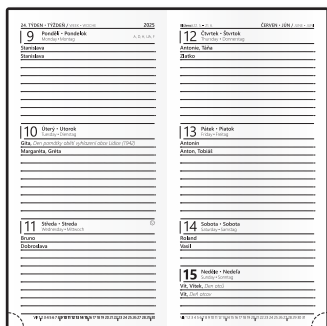 24. TÝDEN • TÝŽDEŇ / WEEK • WOCHE 2025
9 Pondělí • Pondelok
Monday • Montag
Stanislava
Stanislava
10 Úterý • Utorok
Tuesday • Dienstag
Gita, Den památky obětí vyhlazení obce Lidice (1942)
Margaréta, Gréta
11 Středa • Streda
Wednesday • Mittwoch
Bruno
Dobroslava
ČERVEN • JÚN / JUNE • JUNI
12 Čtvrtek • Štvrtok
Thursday • Donnerstag
Antonie, Táňa
Zlatko
13 Pátek • Piatok
Friday • Freitag
Antonín
Anton, Tobiáš
14 Sobota • Sobota
Saturday • Samstag
Roland
Vasil
15 Neděle • Nedeľa
Sunday • Sonntag
Vít, Vítek, Den otců
Vít, Deň otcov